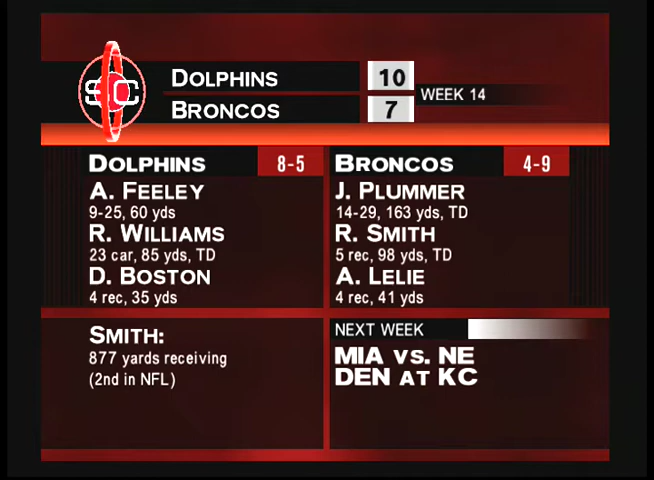 SC
DOLPHINS 10
BRONCOS 7
WEEK 14
DOLPHINS 8-5
A. FEELEY
9-25, 60 yds
R. WILLIAMS
23 car, 85 yds, TD
D. BOSTON
4 rec, 35 yds
BRONCOS 4-9
J. PLUMMER
14-29, 163 yds, TD
R. SMITH
5 rec, 98 yds, TD
A. LELIE
4 rec, 41 yds
SMITH:
877 yards receiving
(2nd in NFL)
NEXT WEEK
MIA VS. NE
DEN AT KC